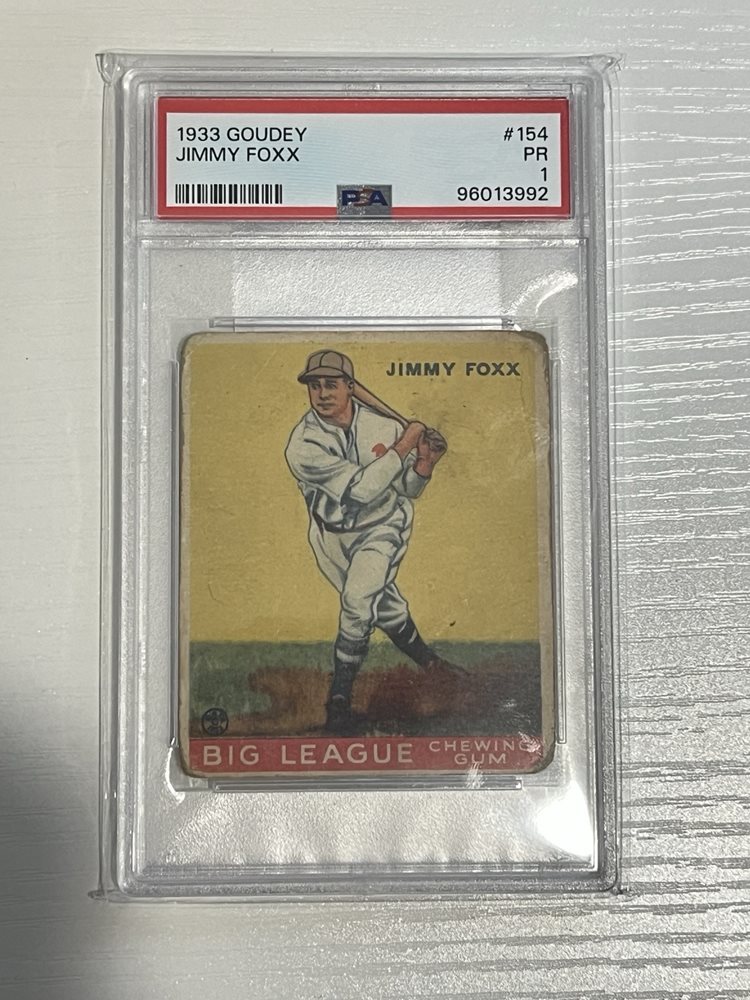 1933 GOUDEY #154
JIMMY FOXX PR
1
PSA 96013992
JIMMY FOXX
BIG LEAGUE CHEWING
GUM